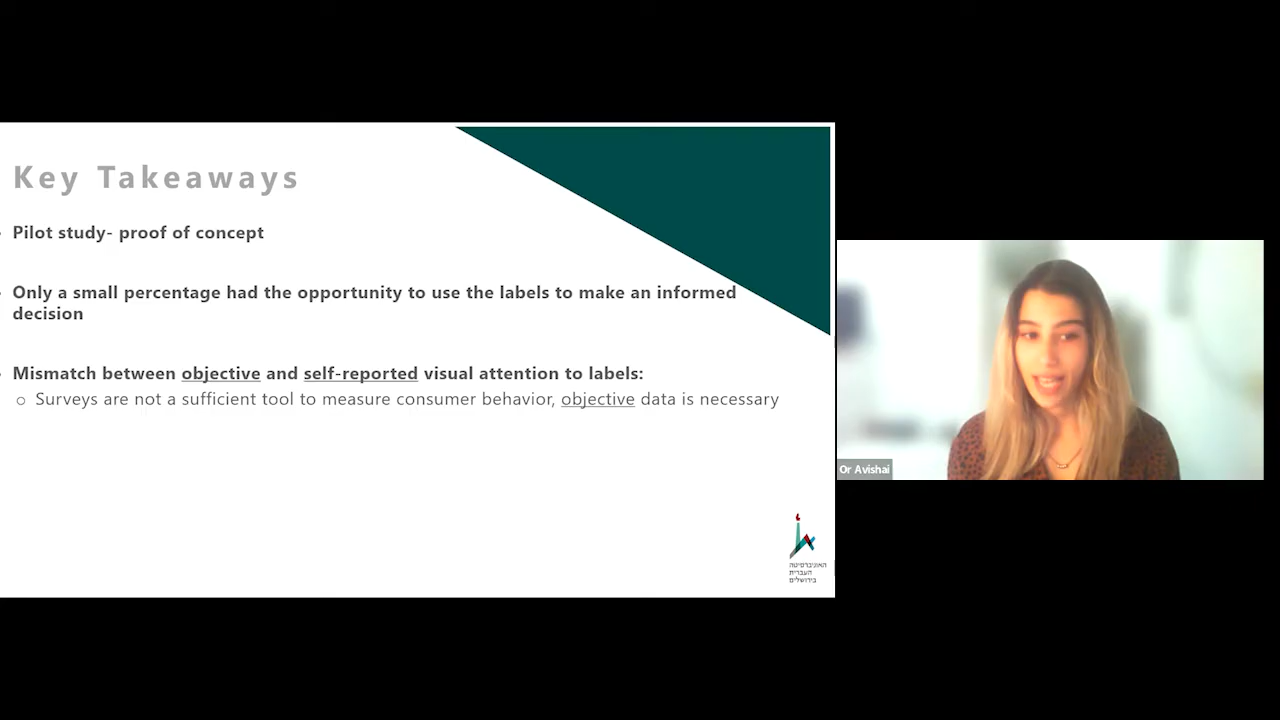 Key Takeaways
Pilot study- proof of concept
Only a small percentage had the opportunity to use the labels to make an informed
decision
Mismatch between objective and self-reported visual attention to labels:
Surveys are not a sufficient tool to measure consumer behavior, objective data is necessary
האוניברסיטה
העברית
בירושלים
Or Avishai